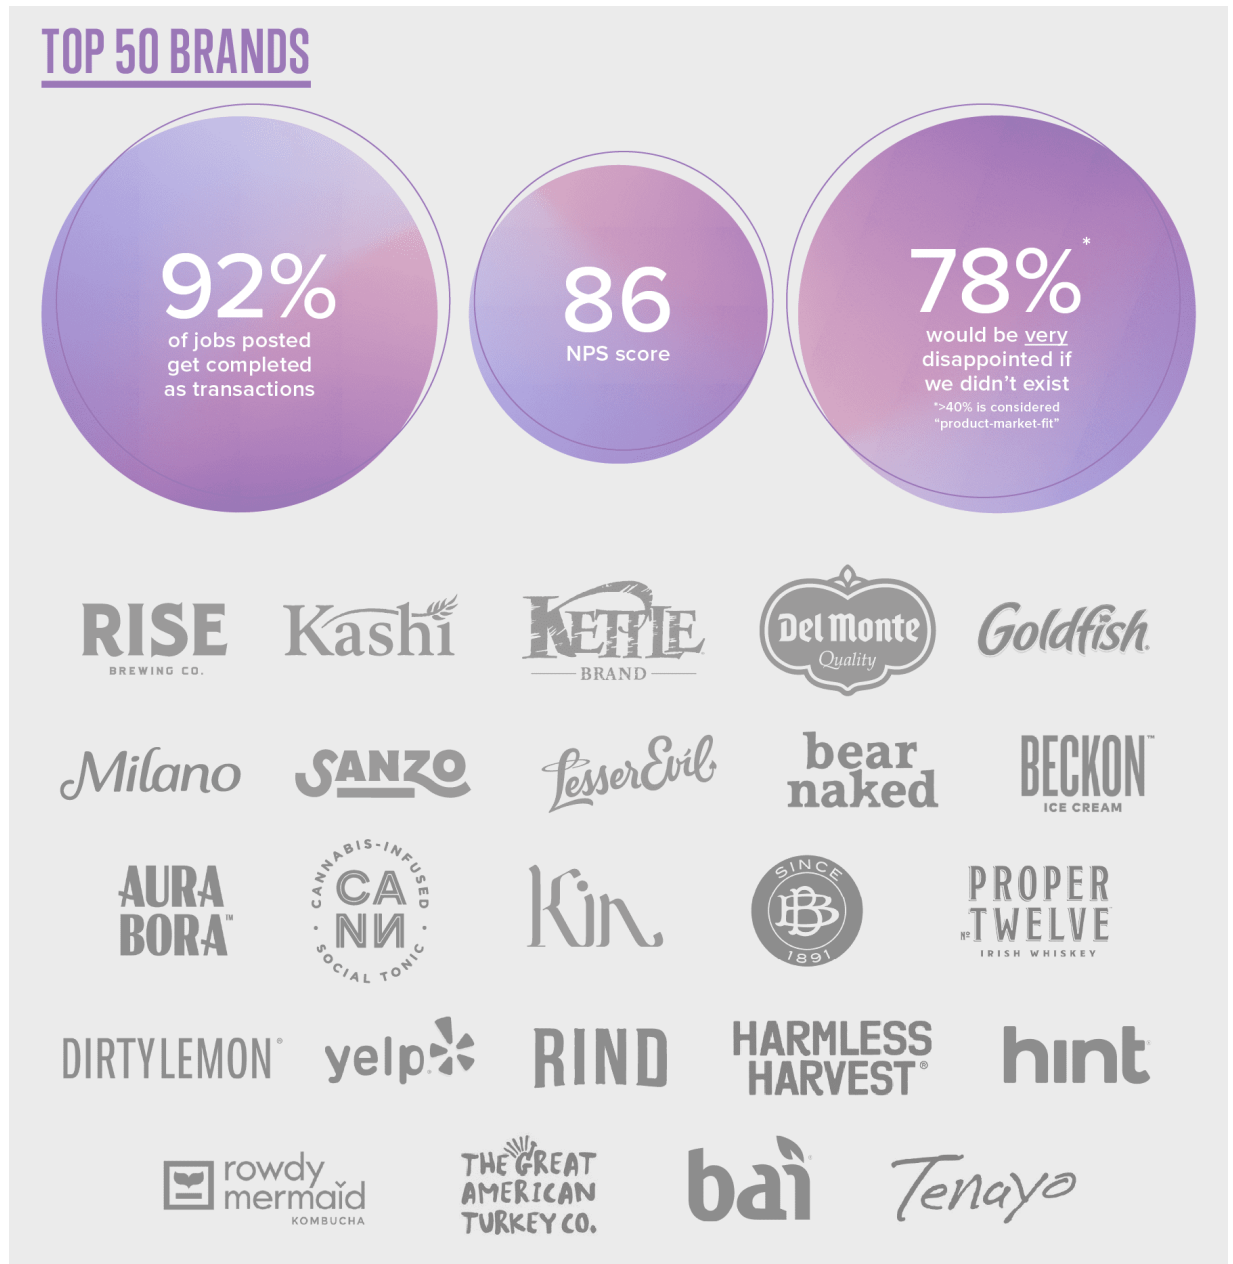 TOP 50 BRANDS
92%
of jobs posted
get completed
as transactions
86
NPS score
78%*
would be very
disappointed if
we didn't exist
*>40% is considered
“product-market-fit”
RISE
BREWING CO.
Kashi
KETTLE
BRAND
Del Monte
Quality
Goldfish®
Milano
SANZO
LesserEvil
bear
naked
BECKON™
ICE CREAM
AURA
BORA™
CANNABIS-INFUSED
CA
NN
SOCIAL TONIC
Kin
SINCE
BB
1891
PROPER
Nº TWELVE
IRISH WHISKEY
DIRTYLEMON®
yelp
RIND
HARMLESS
HARVEST®
hint
rowdy
mermaid
KOMBUCHA
THE GREAT
AMERICAN
TURKEY CO.
bai
Tenayo